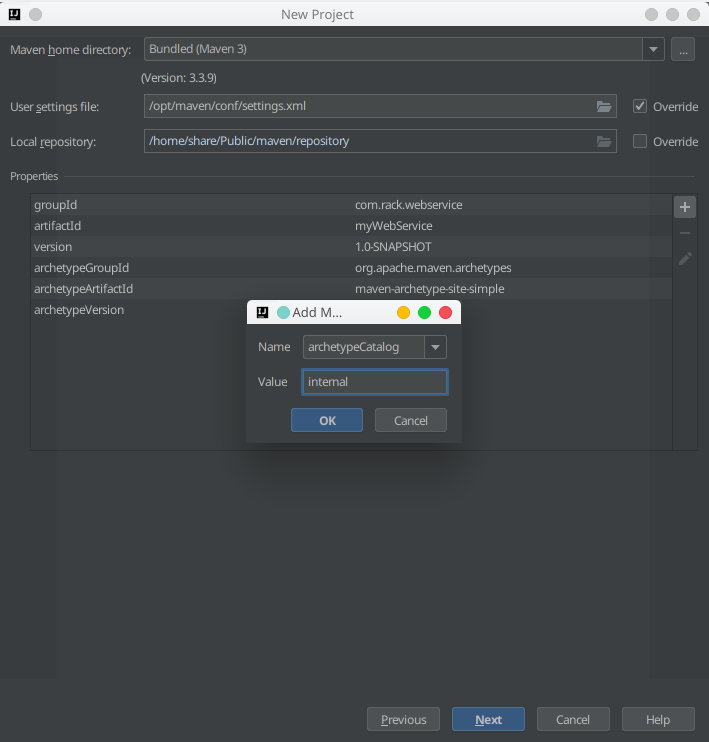 New Project
Maven home directory: Bundled (Maven 3) ...
(Version: 3.3.9)
User settings file: /opt/maven/conf/settings.xml Override
Local repository: /home/share/Public/maven/repository Override
Properties
groupId com.rack.webservice
artifactId myWebService
version 1.0-SNAPSHOT
archetypeGroupId org.apache.maven.archetypes
archetypeArtifactId maven-archetype-site-simple
archetypeVersion
IJ Add M...
Name archetypeCatalog
Value internal
OK Cancel
Previous Next Cancel Help